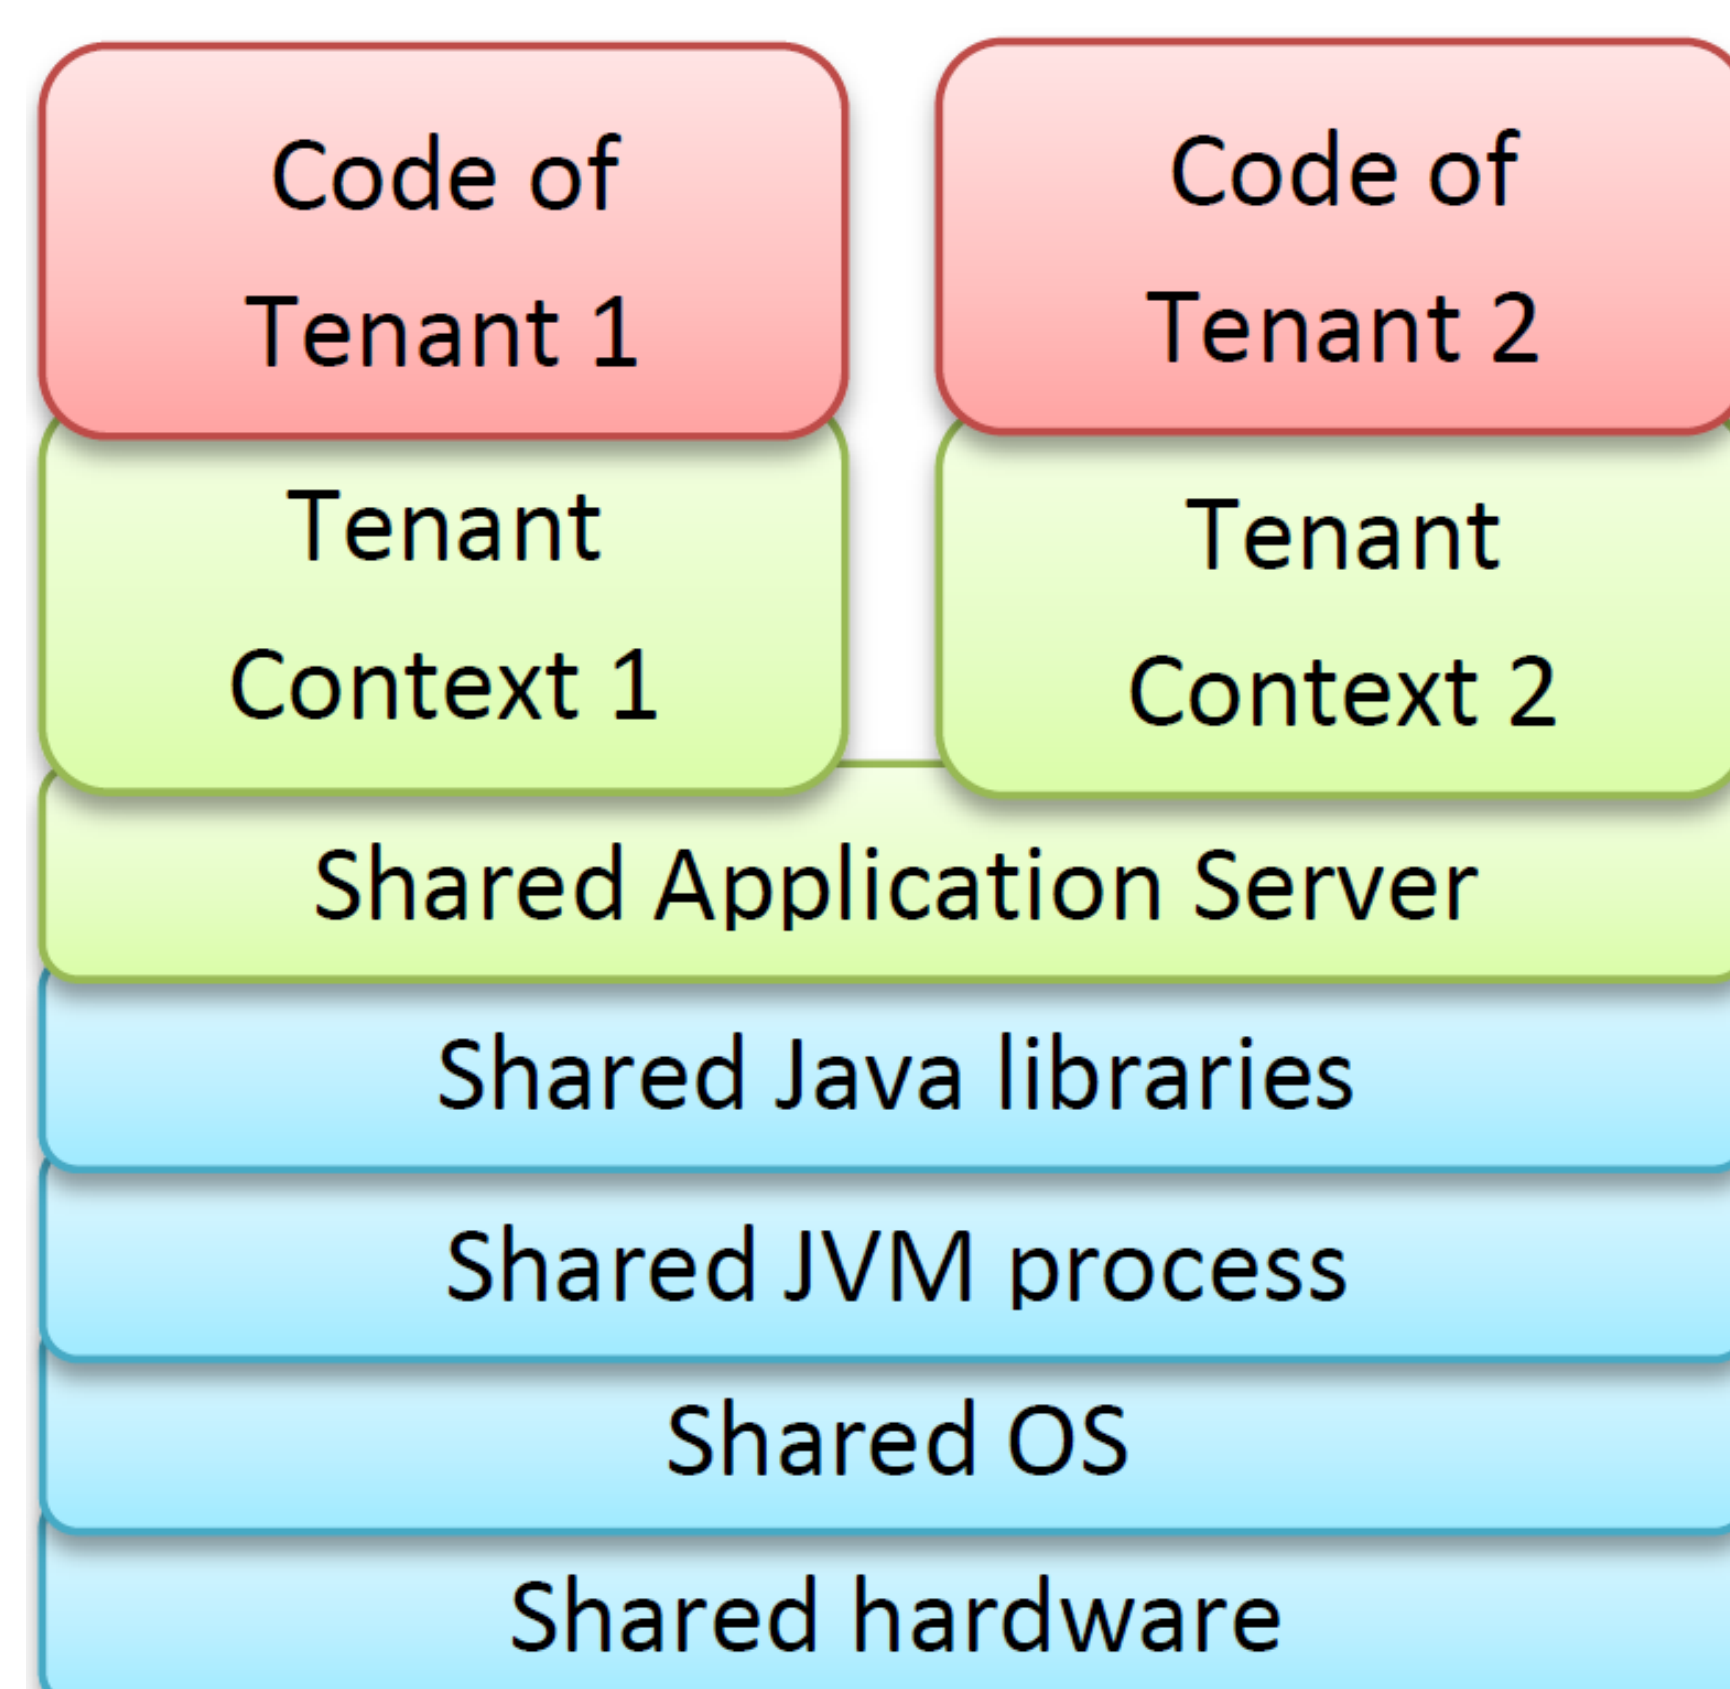 Code of
Tenant 1
Code of
Tenant 2
Tenant
Context 1
Tenant
Context 2
Shared Application Server
Shared Java libraries
Shared JVM process
Shared OS
Shared hardware